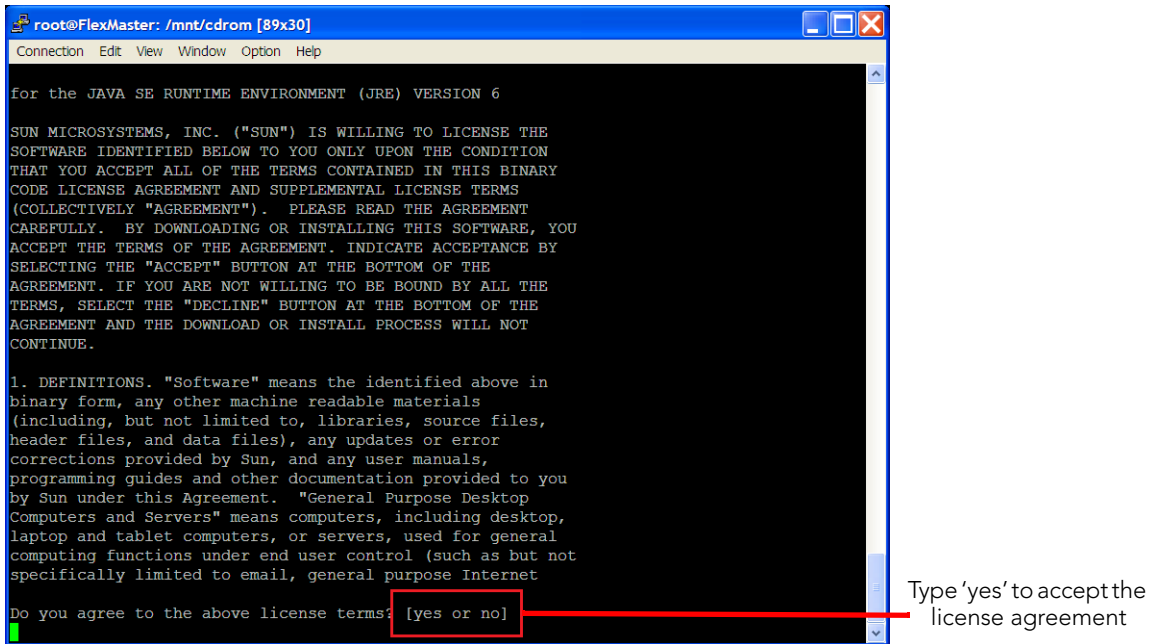 root@FlexMaster: /mnt/cdrom [89x30]
Connection Edit View Window Option Help
for the JAVA SE RUNTIME ENVIRONMENT (JRE) VERSION 6
SUN MICROSYSTEMS, INC. ("SUN") IS WILLING TO LICENSE THE
SOFTWARE IDENTIFIED BELOW TO YOU ONLY UPON THE CONDITION
THAT YOU ACCEPT ALL OF THE TERMS CONTAINED IN THIS BINARY
CODE LICENSE AGREEMENT AND SUPPLEMENTAL LICENSE TERMS
(COLLECTIVELY "AGREEMENT").  PLEASE READ THE AGREEMENT
CAREFULLY.  BY DOWNLOADING OR INSTALLING THIS SOFTWARE, YOU
ACCEPT THE TERMS OF THE AGREEMENT. INDICATE ACCEPTANCE BY
SELECTING THE "ACCEPT" BUTTON AT THE BOTTOM OF THE
AGREEMENT. IF YOU ARE NOT WILLING TO BE BOUND BY ALL THE
TERMS, SELECT THE "DECLINE" BUTTON AT THE BOTTOM OF THE
AGREEMENT AND THE DOWNLOAD OR INSTALL PROCESS WILL NOT
CONTINUE.
1. DEFINITIONS. "Software" means the identified above in
binary form, any other machine readable materials
(including, but not limited to, libraries, source files,
header files, and data files), any updates or error
corrections provided by Sun, and any user manuals,
programming guides and other documentation provided to you
by Sun under this Agreement.  "General Purpose Desktop
Computers and Servers" means computers, including desktop,
laptop and tablet computers, or servers, used for general
computing functions under end user control (such as but not
specifically limited to email, general purpose Internet
Do you agree to the above license terms? [yes or no]
Type 'yes' to accept the
license agreement